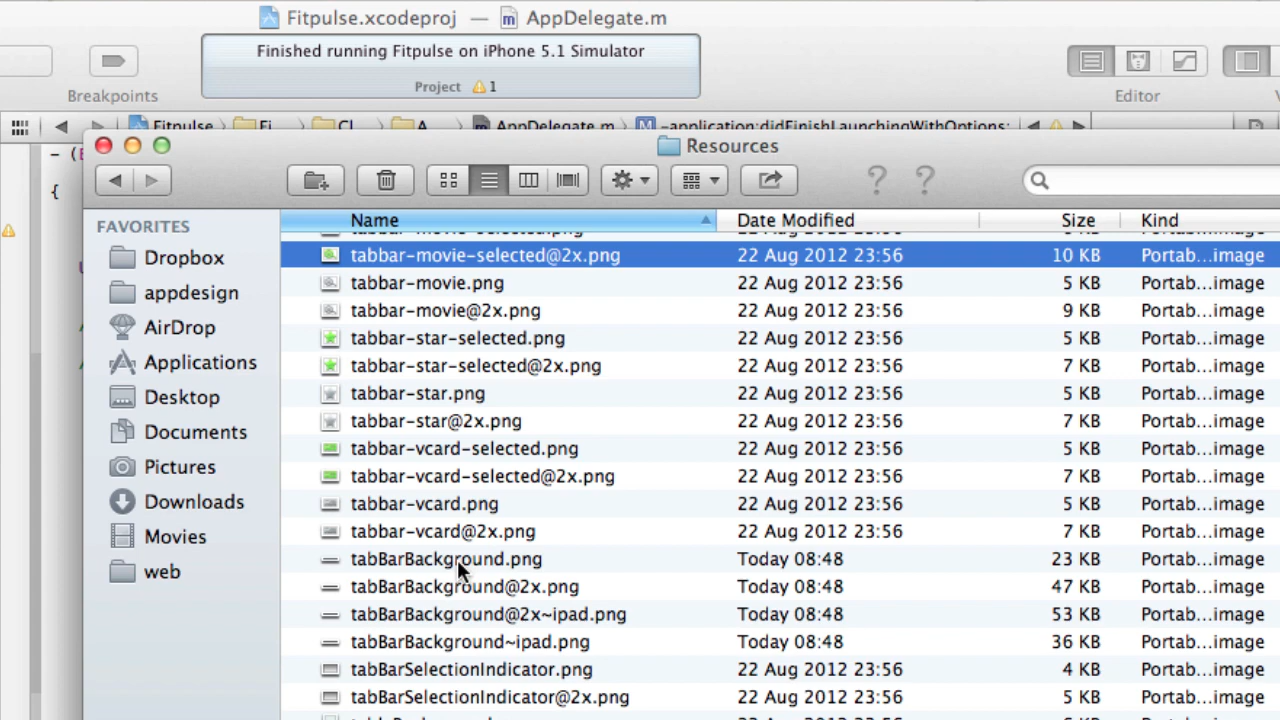 Fitpulse.xcodeproj — AppDelegate.m
Finished running Fitpulse on iPhone 5.1 Simulator
Project 1
Breakpoints
Editor
Fitpulse AppDelegate.m -application:didFinishLaunchingWithOptions:
- (
{
Resources
FAVORITES
Dropbox
appdesign
AirDrop
Applications
Desktop
Documents
Pictures
Downloads
Movies
web
Name Date Modified Size Kind
tabbar-movie-selected@2x.png 22 Aug 2012 23:56 10 KB Portab...image
tabbar-movie.png 22 Aug 2012 23:56 5 KB Portab...image
tabbar-movie@2x.png 22 Aug 2012 23:56 9 KB Portab...image
tabbar-star-selected.png 22 Aug 2012 23:56 5 KB Portab...image
tabbar-star-selected@2x.png 22 Aug 2012 23:56 7 KB Portab...image
tabbar-star.png 22 Aug 2012 23:56 5 KB Portab...image
tabbar-star@2x.png 22 Aug 2012 23:56 7 KB Portab...image
tabbar-vcard-selected.png 22 Aug 2012 23:56 5 KB Portab...image
tabbar-vcard-selected@2x.png 22 Aug 2012 23:56 7 KB Portab...image
tabbar-vcard.png 22 Aug 2012 23:56 5 KB Portab...image
tabbar-vcard@2x.png 22 Aug 2012 23:56 7 KB Portab...image
tabBarBackground.png Today 08:48 23 KB Portab...image
tabBarBackground@2x.png Today 08:48 47 KB Portab...image
tabBarBackground@2x~ipad.png Today 08:48 53 KB Portab...image
tabBarBackground~ipad.png Today 08:48 36 KB Portab...image
tabBarSelectionIndicator.png 22 Aug 2012 23:56 4 KB Portab...image
tabBarSelectionIndicator@2x.png 22 Aug 2012 23:56 5 KB Portab...image